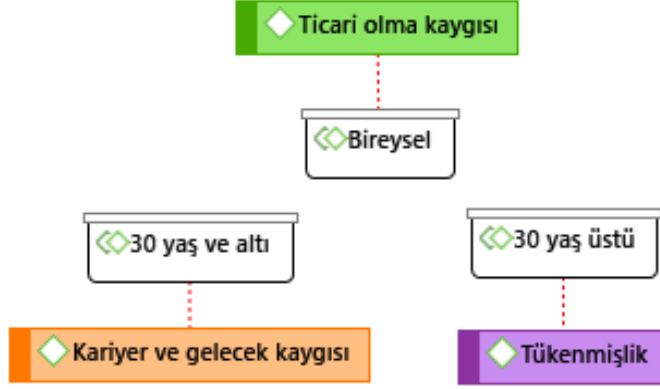 Ticari olma kaygısı
Bireysel
30 yaş ve altı
30 yaş üstü
Kariyer ve gelecek kaygısı
Tükenmişlik